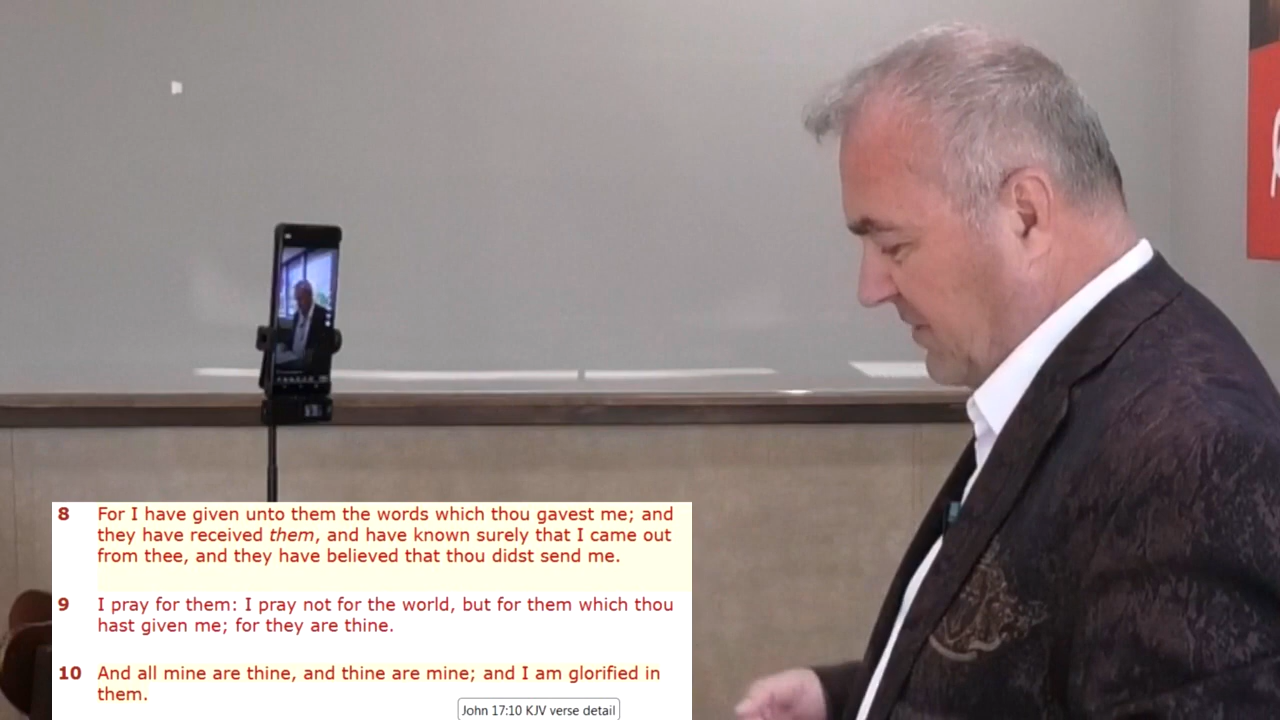 8 For I have given unto them the words which thou gavest me; and
they have received them, and have known surely that I came out
from thee, and they have believed that thou didst send me.
9 I pray for them: I pray not for the world, but for them which thou
hast given me; for they are thine.
10 And all mine are thine, and thine are mine; and I am glorified in
them.
John 17:10 KJV verse detail